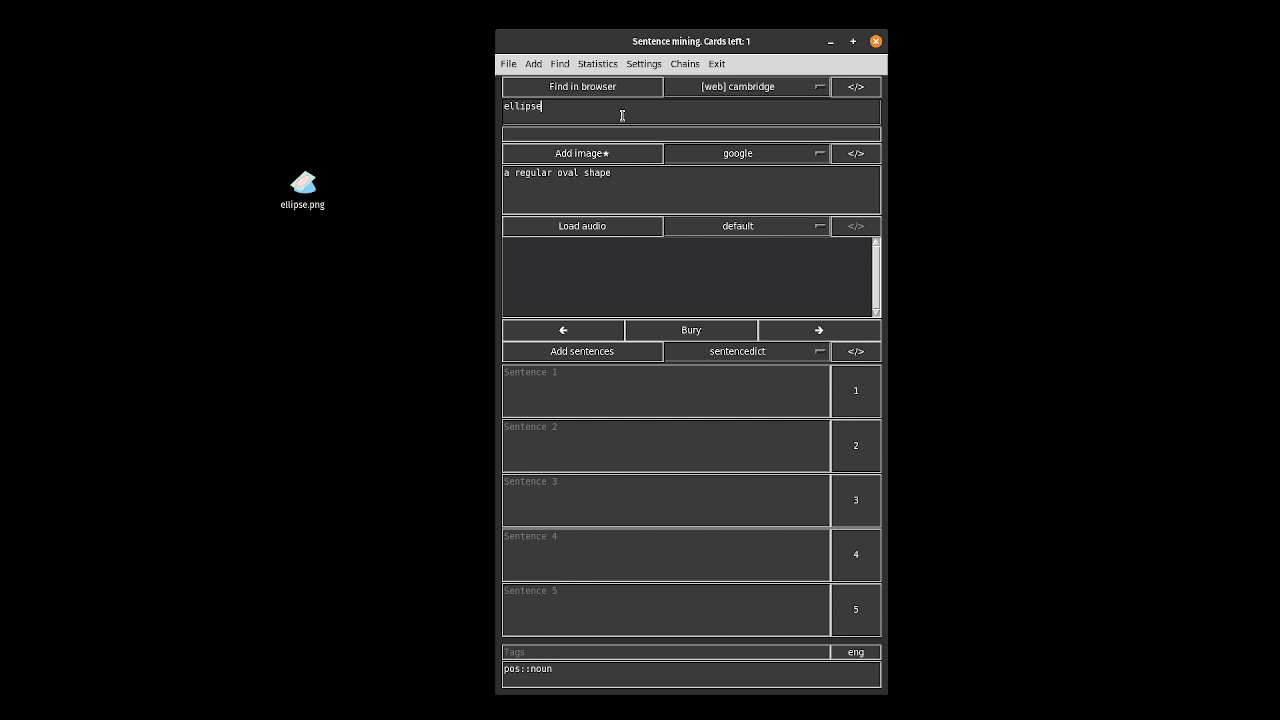 Sentence mining. Cards left: 1
File Add Find Statistics Settings Chains Exit
Find in browser [web] cambridge </>
ellipse
Add image★ google </>
a regular oval shape
ellipse.png
Load audio default </>
← Bury →
Add sentences sentencedict </>
Sentence 1 1
Sentence 2 2
Sentence 3 3
Sentence 4 4
Sentence 5 5
Tags eng
pos::noun